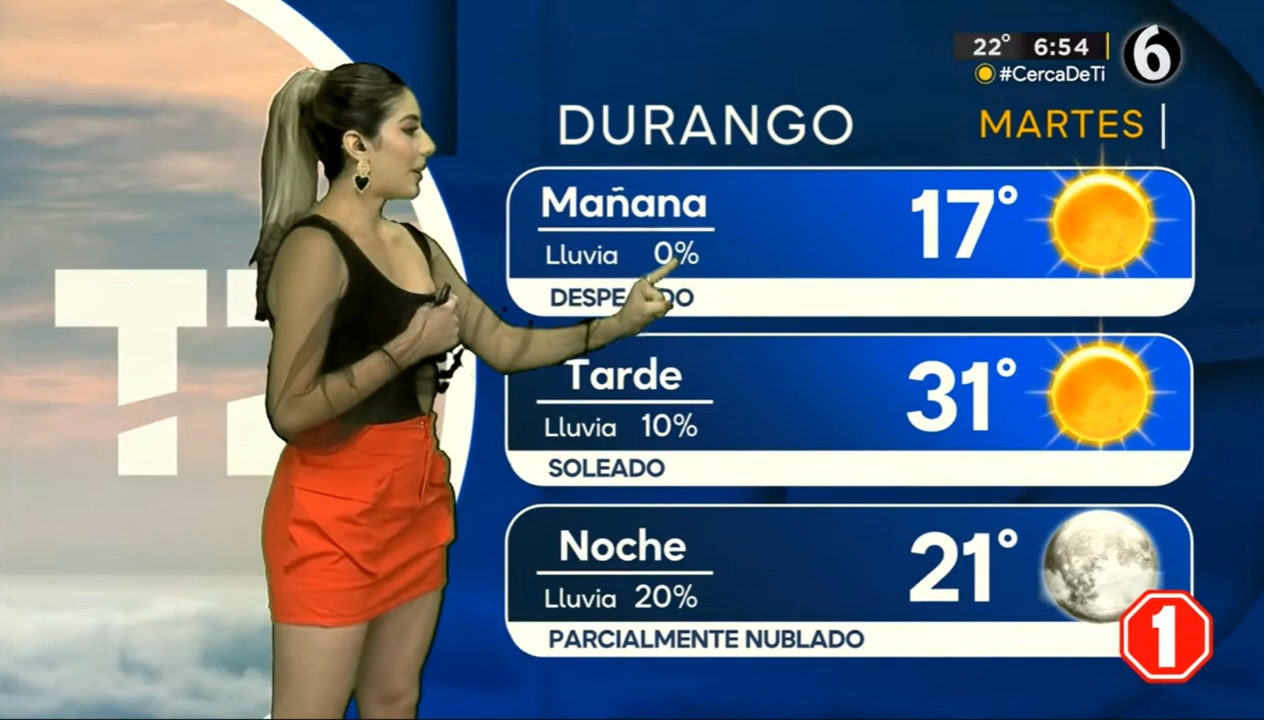 22° 6:54
6
#CercaDeTi
DURANGO
MARTES
Mañana
17°
Lluvia 0%
Tarde
31°
Lluvia 10%
SOLEADO
Noche
21°
Lluvia 20%
PARCIALMENTE NUBLADO
1